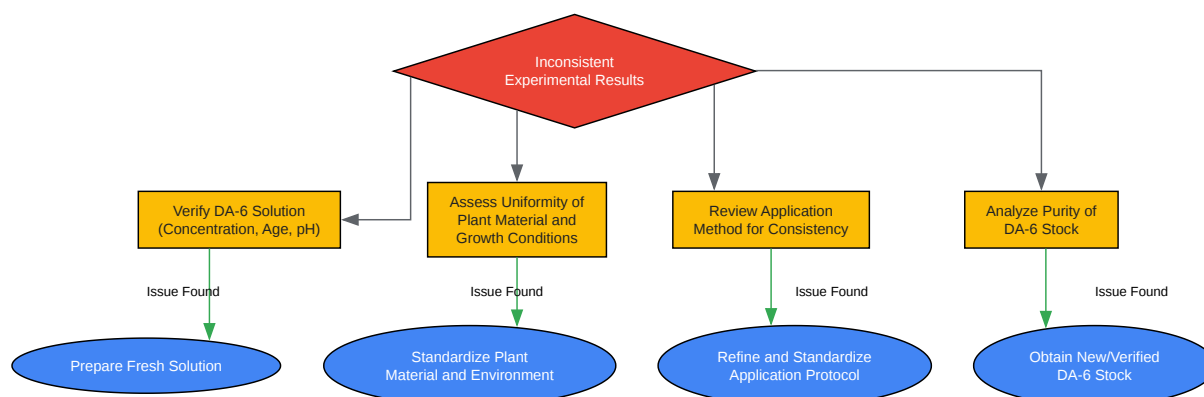 Inconsistent
Experimental Results
Verify DA-6 Solution
(Concentration, Age, pH)
Assess Uniformity of
Plant Material and
Growth Conditions
Review Application
Method for Consistency
Analyze Purity of
DA-6 Stock
Issue Found
Issue Found
Issue Found
Issue Found
Prepare Fresh Solution
Standardize Plant
Material and Environment
Refine and Standardize
Application Protocol
Obtain New/Verified
DA-6 Stock